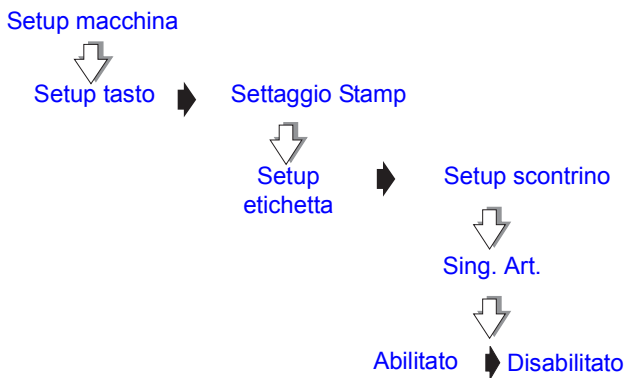 Setup macchina
Setup tasto
Settaggio Stamp
Setup
etichetta
Setup scontrino
Sing. Art.
Abilitato
Disabilitato